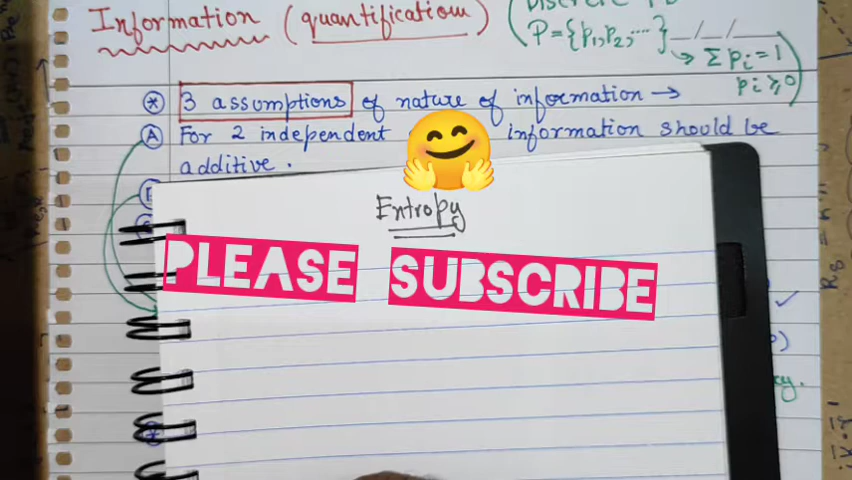 Information (quantification)
P = {p₁, p₂, ...} _/_/_
→ Σ pᵢ = 1
pᵢ ≥ 0
* 3 assumptions of nature of information →
A For 2 independent information should be
additive.
Entropy
PLEASE SUBSCRIBE